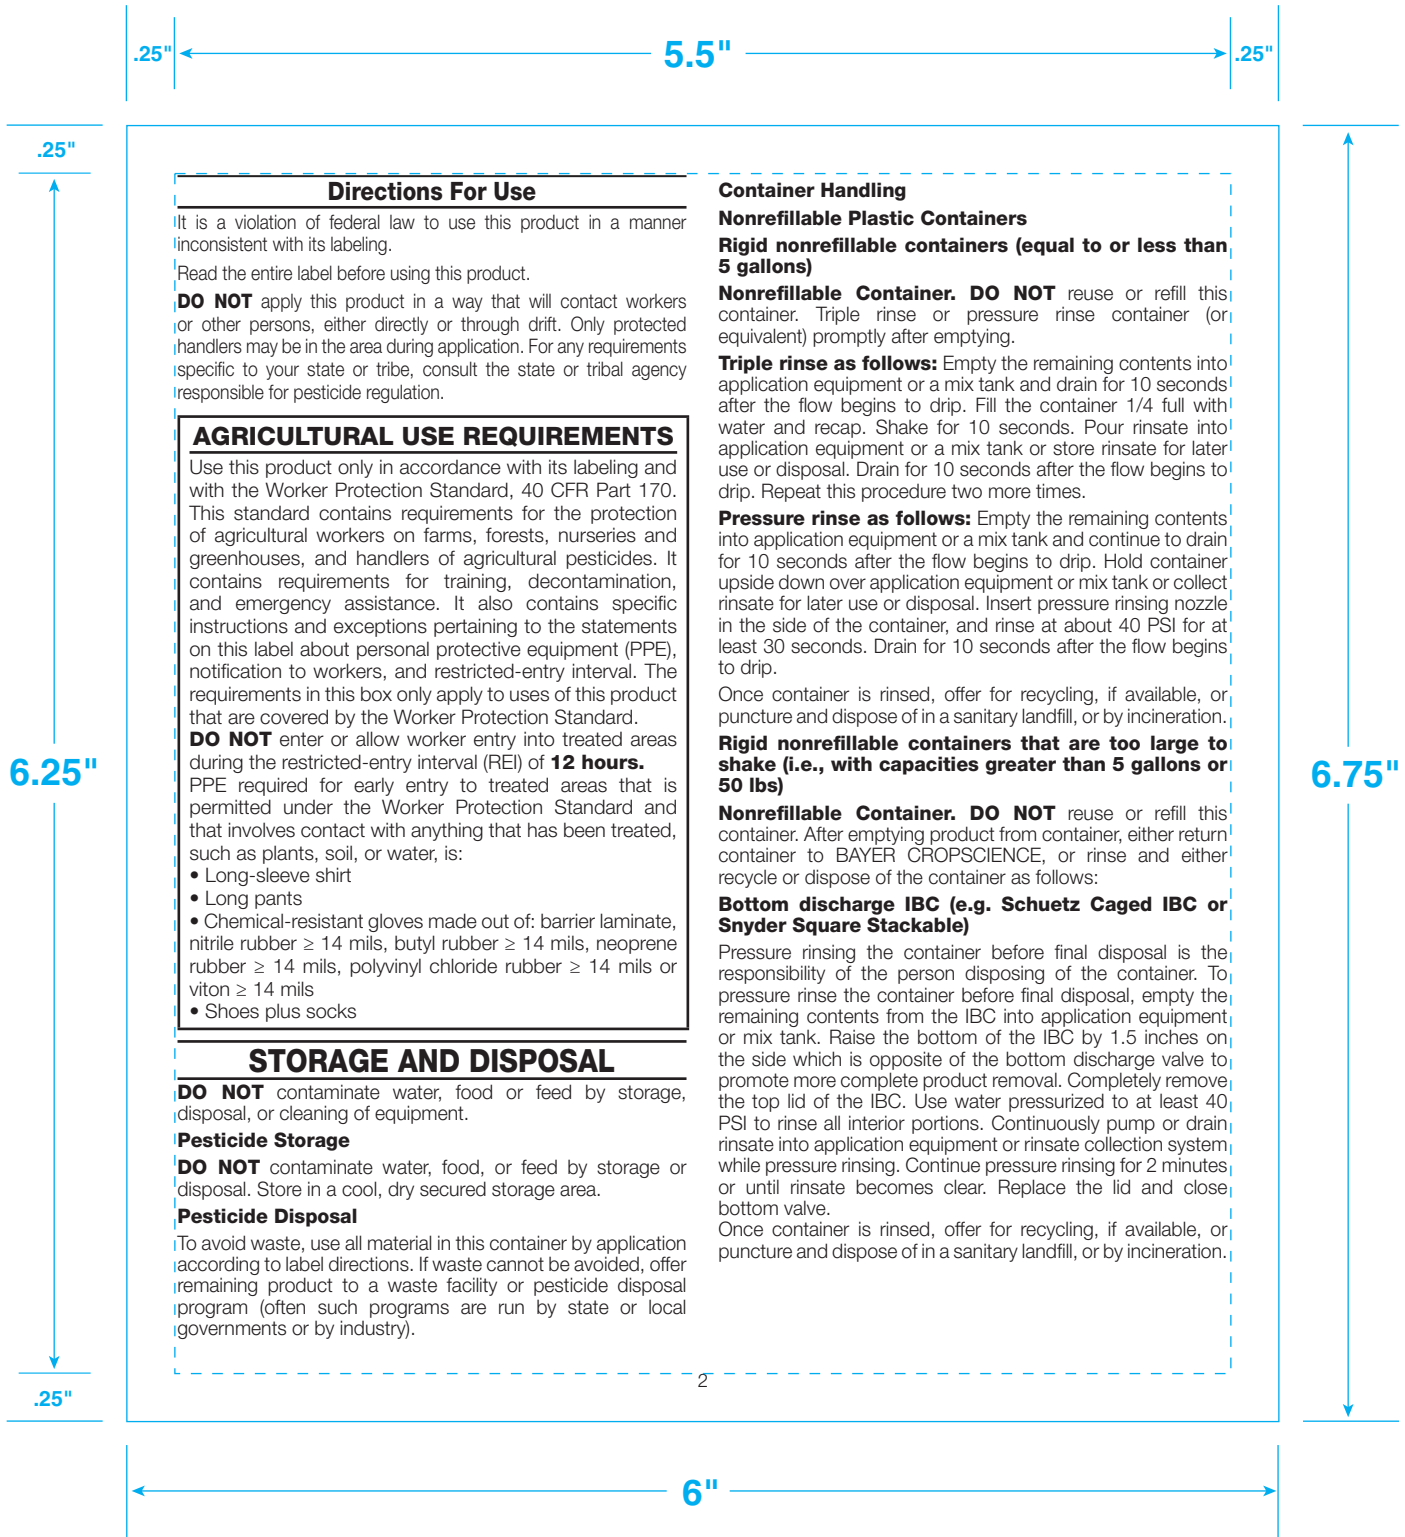 .25"
5.5"
.25"
.25"
6.25"
.25"
Directions For Use
It is a violation of federal law to use this product in a manner
inconsistent with its labeling.
Read the entire label before using this product.
DO NOT apply this product in a way that will contact workers
or other persons, either directly or through drift. Only protected
handlers may be in the area during application. For any requirements
specific to your state or tribe, consult the state or tribal agency
responsible for pesticide regulation.
AGRICULTURAL USE REQUIREMENTS
Use this product only in accordance with its labeling and
with the Worker Protection Standard, 40 CFR Part 170.
This standard contains requirements for the protection
of agricultural workers on farms, forests, nurseries and
greenhouses, and handlers of agricultural pesticides. It
contains requirements for training, decontamination,
and emergency assistance. It also contains specific
instructions and exceptions pertaining to the statements
on this label about personal protective equipment (PPE),
notification to workers, and restricted-entry interval. The
requirements in this box only apply to uses of this product
that are covered by the Worker Protection Standard.
DO NOT enter or allow worker entry into treated areas
during the restricted-entry interval (REI) of 12 hours.
PPE required for early entry to treated areas that is
permitted under the Worker Protection Standard and
that involves contact with anything that has been treated,
such as plants, soil, or water, is:
• Long-sleeve shirt
• Long pants
• Chemical-resistant gloves made out of: barrier laminate,
nitrile rubber ≥ 14 mils, butyl rubber ≥ 14 mils, neoprene
rubber ≥ 14 mils, polyvinyl chloride rubber ≥ 14 mils or
viton ≥ 14 mils
• Shoes plus socks
STORAGE AND DISPOSAL
DO NOT contaminate water, food or feed by storage,
disposal, or cleaning of equipment.
Pesticide Storage
DO NOT contaminate water, food, or feed by storage or
disposal. Store in a cool, dry secured storage area.
Pesticide Disposal
To avoid waste, use all material in this container by application
according to label directions. If waste cannot be avoided, offer
remaining product to a waste facility or pesticide disposal
program (often such programs are run by state or local
governments or by industry).
Container Handling
Nonrefillable Plastic Containers
Rigid nonrefillable containers (equal to or less than
5 gallons)
Nonrefillable Container. DO NOT reuse or refill this
container. Triple rinse or pressure rinse container (or
equivalent) promptly after emptying.
Triple rinse as follows: Empty the remaining contents into
application equipment or a mix tank and drain for 10 seconds
after the flow begins to drip. Fill the container 1/4 full with
water and recap. Shake for 10 seconds. Pour rinsate into
application equipment or a mix tank or store rinsate for later
use or disposal. Drain for 10 seconds after the flow begins to
drip. Repeat this procedure two more times.
Pressure rinse as follows: Empty the remaining contents
into application equipment or a mix tank and continue to drain
for 10 seconds after the flow begins to drip. Hold container
upside down over application equipment or mix tank or collect
rinsate for later use or disposal. Insert pressure rinsing nozzle
in the side of the container, and rinse at about 40 PSI for at
least 30 seconds. Drain for 10 seconds after the flow begins
to drip.
Once container is rinsed, offer for recycling, if available, or
puncture and dispose of in a sanitary landfill, or by incineration.
Rigid nonrefillable containers that are too large to
shake (i.e., with capacities greater than 5 gallons or
50 lbs)
Nonrefillable Container. DO NOT reuse or refill this
container. After emptying product from container, either return
container to BAYER CROPSCIENCE, or rinse and either
recycle or dispose of the container as follows:
Bottom discharge IBC (e.g. Schuetz Caged IBC or
Snyder Square Stackable)
Pressure rinsing the container before final disposal is the
responsibility of the person disposing of the container. To
pressure rinse the container before final disposal, empty the
remaining contents from the IBC into application equipment
or mix tank. Raise the bottom of the IBC by 1.5 inches on
the side which is opposite of the bottom discharge valve to
promote more complete product removal. Completely remove
the top lid of the IBC. Use water pressurized to at least 40
PSI to rinse all interior portions. Continuously pump or drain
rinsate into application equipment or rinsate collection system
while pressure rinsing. Continue pressure rinsing for 2 minutes
or until rinsate becomes clear. Replace the lid and close
bottom valve.
Once container is rinsed, offer for recycling, if available, or
puncture and dispose of in a sanitary landfill, or by incineration.
6.75"
2
6"